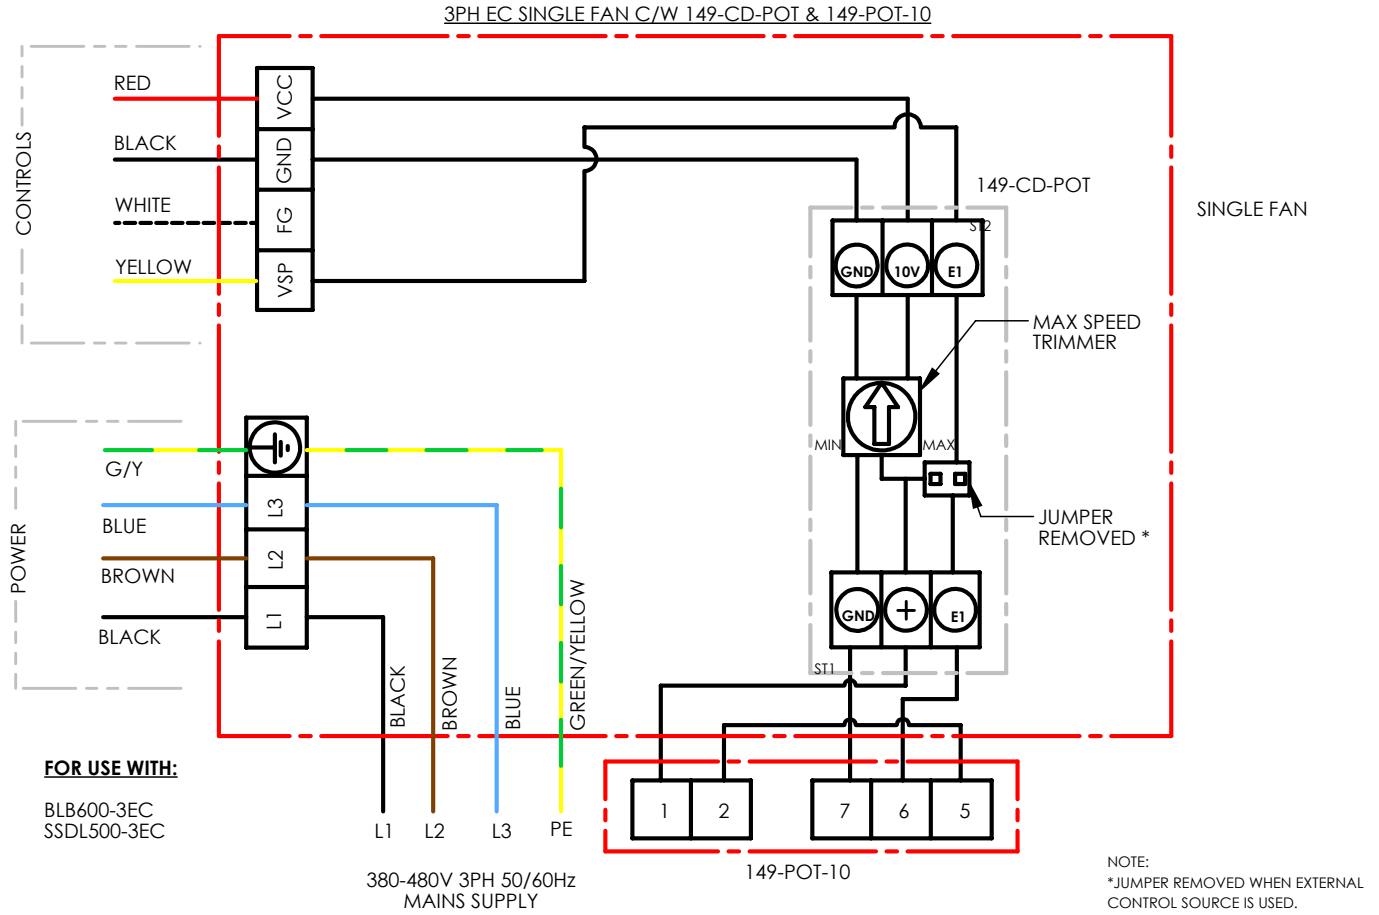 3PH EC SINGLE FAN C/W 149-CD-POT & 149-POT-10
CONTROLS
RED
BLACK
WHITE
YELLOW
VCC
GND
FG
VSP
149-CD-POT
SINGLE FAN
ST2
GND
10V
E1
MAX SPEED
TRIMMER
MIN
MAX
JUMPER
REMOVED *
GND
+
E1
ST1
POWER
G/Y
BLUE
BROWN
BLACK
L3
L2
L1
BLACK
BROWN
BLUE
GREEN/YELLOW
L1
L2
L3
PE
380-480V 3PH 50/60Hz
MAINS SUPPLY
FOR USE WITH:
BLB600-3EC
SSDL500-3EC
1
2
7
6
5
149-POT-10
NOTE:
*JUMPER REMOVED WHEN EXTERNAL
CONTROL SOURCE IS USED.